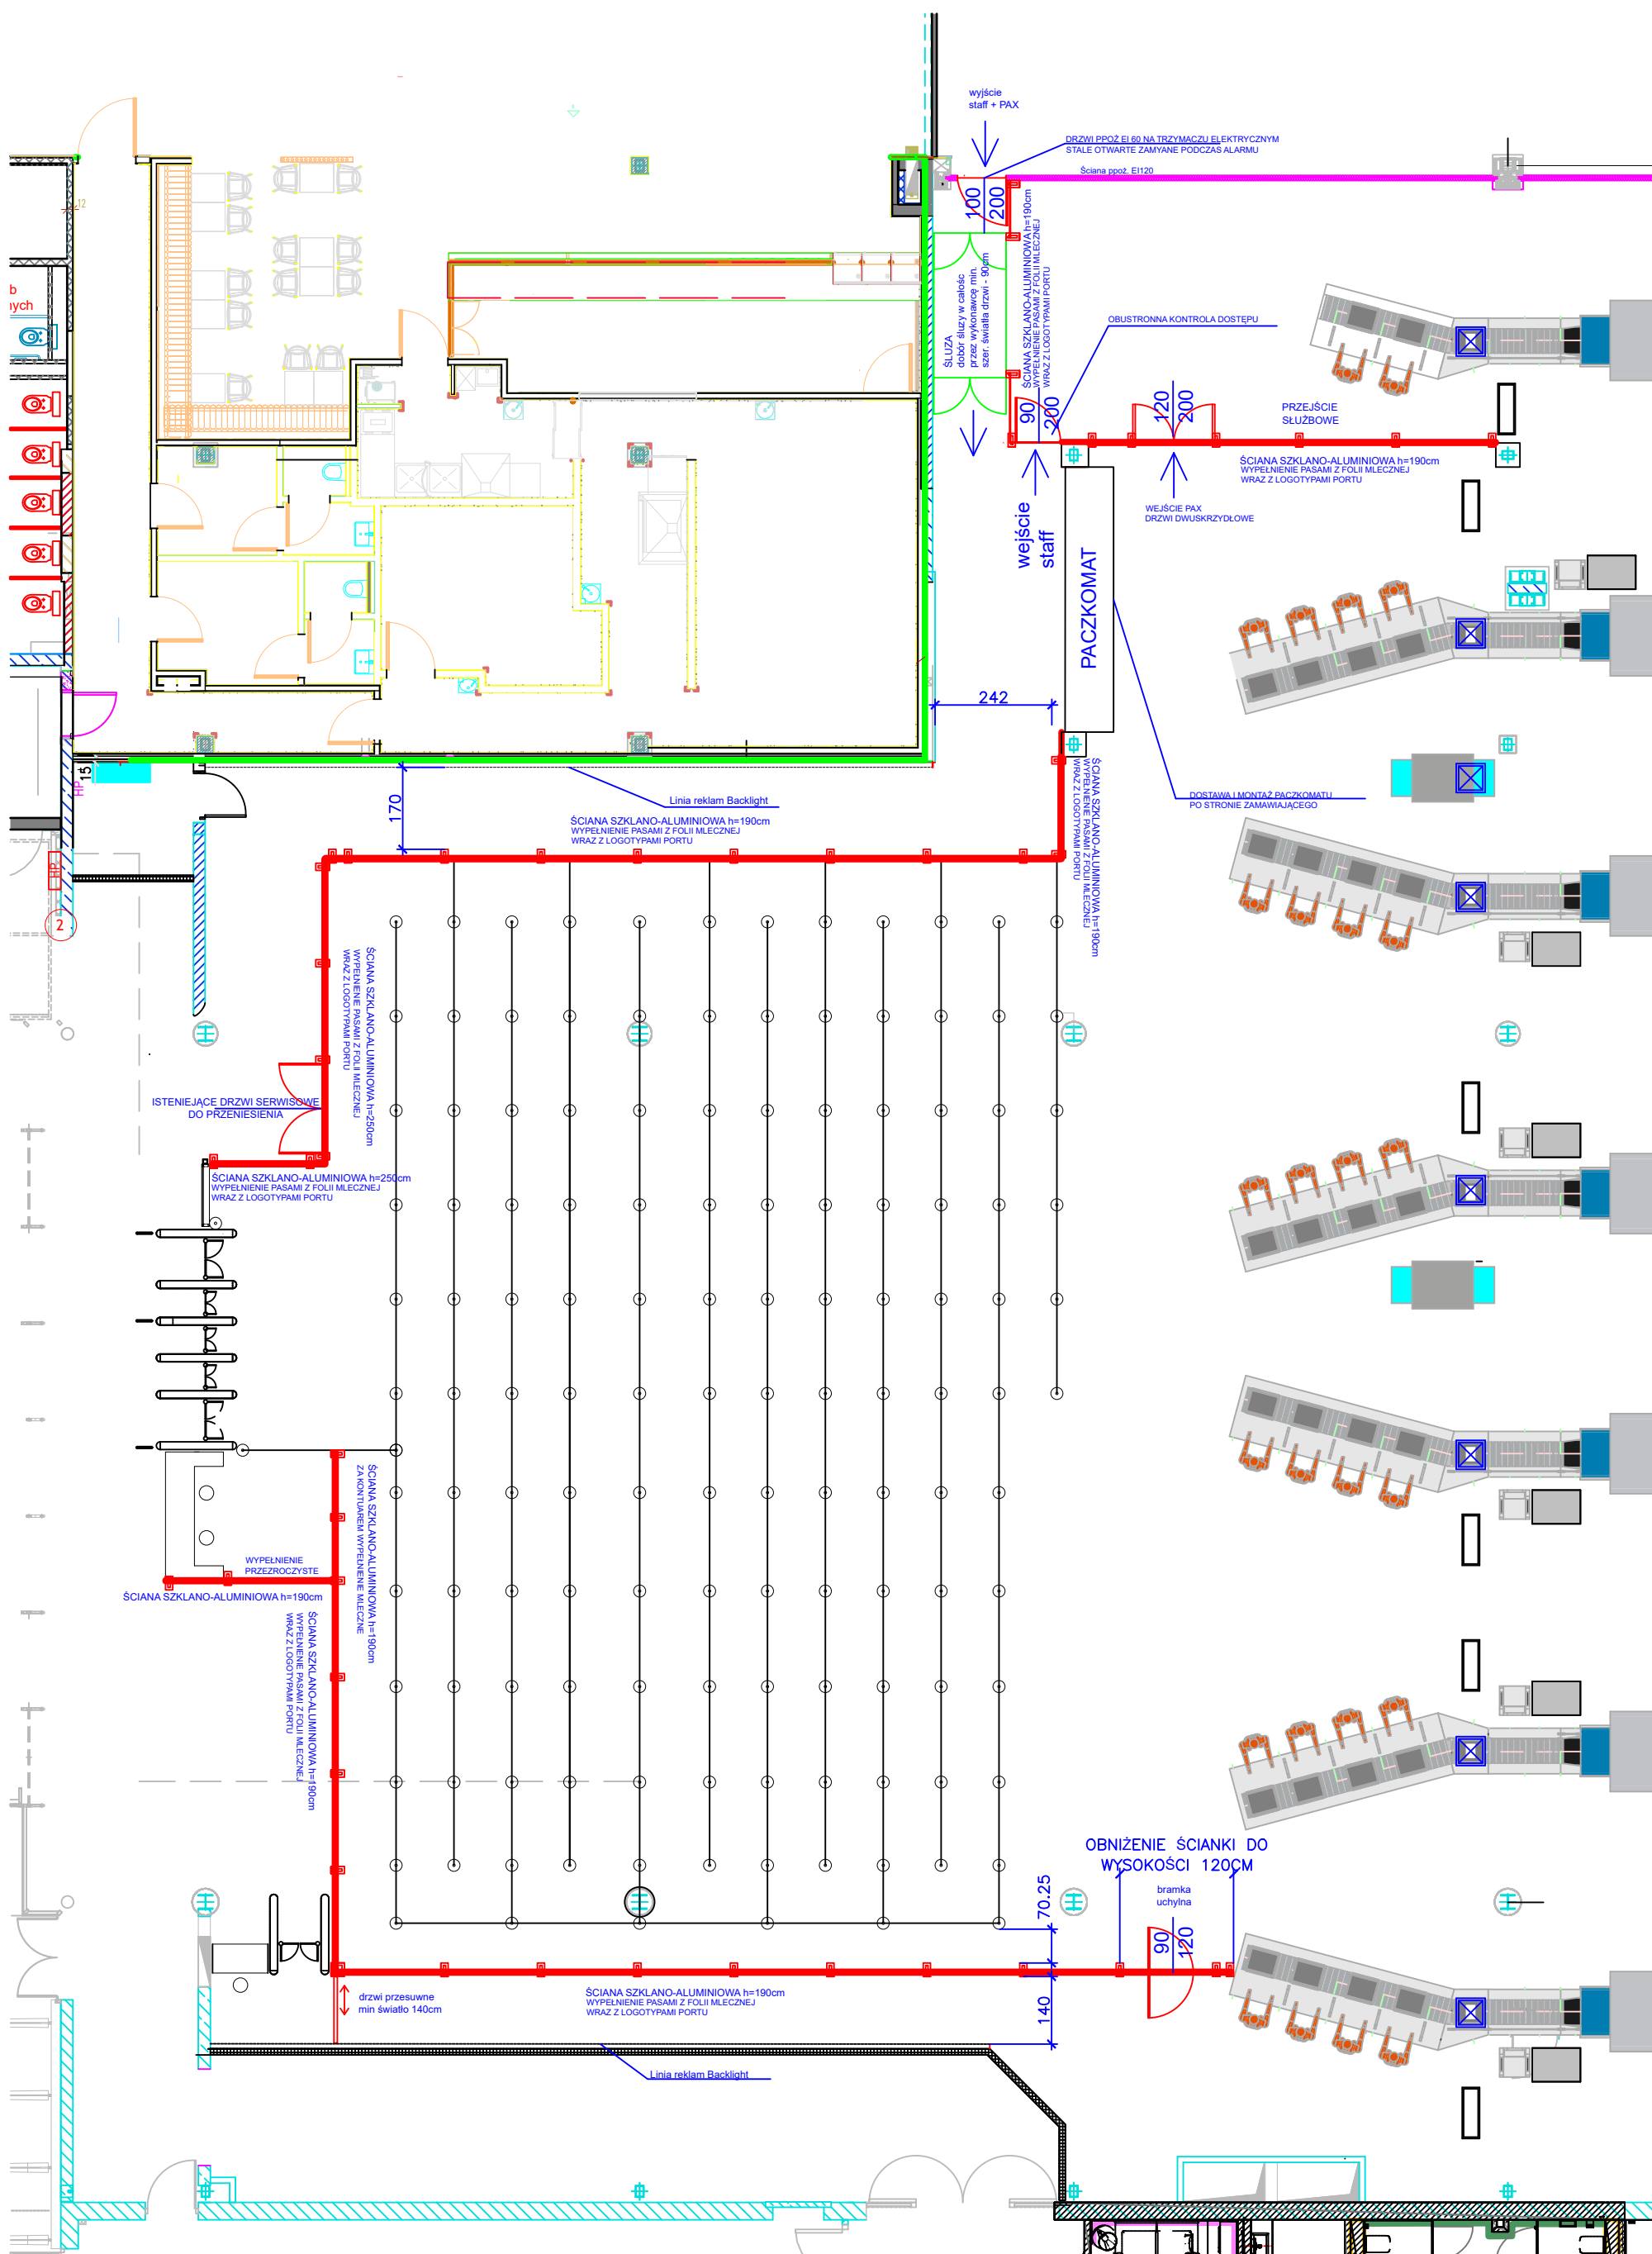 wyjście
staff + PAX
DRZWI PPOŻ EI 60 NA TRZYMACZU ELEKTRYCZNYM
STALE OTWARTE ZAMYANE PODCZAS ALARMU
Ściana ppoż. EI120
100
200
ŚCIANA SZKLANO-ALUMINIOWA h=190cm
WYPEŁNIENIE PASAMI Z FOLII MLECZNEJ
WRAZ Z LOGOTYPAMI PORTU
ŚLUZA
dobór śluzy w całośc
przez wykonawcę min.
szer. światła drzwi - 90cm
12
b
nych
OBUSTRONNA KONTROLA DOSTĘPU
90
200
120
200
PRZEJŚCIE
SŁUŻBOWE
ŚCIANA SZKLANO-ALUMINIOWA h=190cm
WYPEŁNIENIE PASAMI Z FOLII MLECZNEJ
WRAZ Z LOGOTYPAMI PORTU
WEJŚCIE PAX
DRZWI DWUSKRZYDŁOWE
wejście
staff
PACZKOMAT
242
DOSTAWA I MONTAŻ PACZKOMATU
PO STRONIE ZAMAWIAJĄCEGO
ŚCIANA SZKLANO-ALUMINIOWA h=190cm
WYPEŁNIENIE PASAMI Z FOLII MLECZNEJ
WRAZ Z LOGOTYPAMI PORTU
HP
15
170
Linia reklam Backlight
ŚCIANA SZKLANO-ALUMINIOWA h=190cm
WYPEŁNIENIE PASAMI Z FOLII MLECZNEJ
WRAZ Z LOGOTYPAMI PORTU
HP
2
ŚCIANA SZKLANO-ALUMINIOWA h=250cm
WYPEŁNIENIE PASAMI Z FOLII MLECZNEJ
WRAZ Z LOGOTYPAMI PORTU
ISTENIEJĄCE DRZWI SERWISOWE
DO PRZENIESIENIA
ŚCIANA SZKLANO-ALUMINIOWA h=250cm
WYPEŁNIENIE PASAMI Z FOLII MLECZNEJ
WRAZ Z LOGOTYPAMI PORTU
ŚCIANA SZKLANO-ALUMINIOWA h=190cm
ZA KONTUAREM WYPEŁNIENIE MLECZNE
WYPEŁNIENIE
PRZEZROCZYSTE
ŚCIANA SZKLANO-ALUMINIOWA h=190cm
ŚCIANA SZKLANO-ALUMINIOWA h=190cm
WYPEŁNIENIE PASAMI Z FOLII MLECZNEJ
WRAZ Z LOGOTYPAMI PORTU
OBNIŻENIE ŚCIANKI DO
WYSOKOŚCI 120CM
bramka
uchylna
70.25
90
120
140
drzwi przesuwne
min światło 140cm
ŚCIANA SZKLANO-ALUMINIOWA h=190cm
WYPEŁNIENIE PASAMI Z FOLII MLECZNEJ
WRAZ Z LOGOTYPAMI PORTU
Linia reklam Backlight